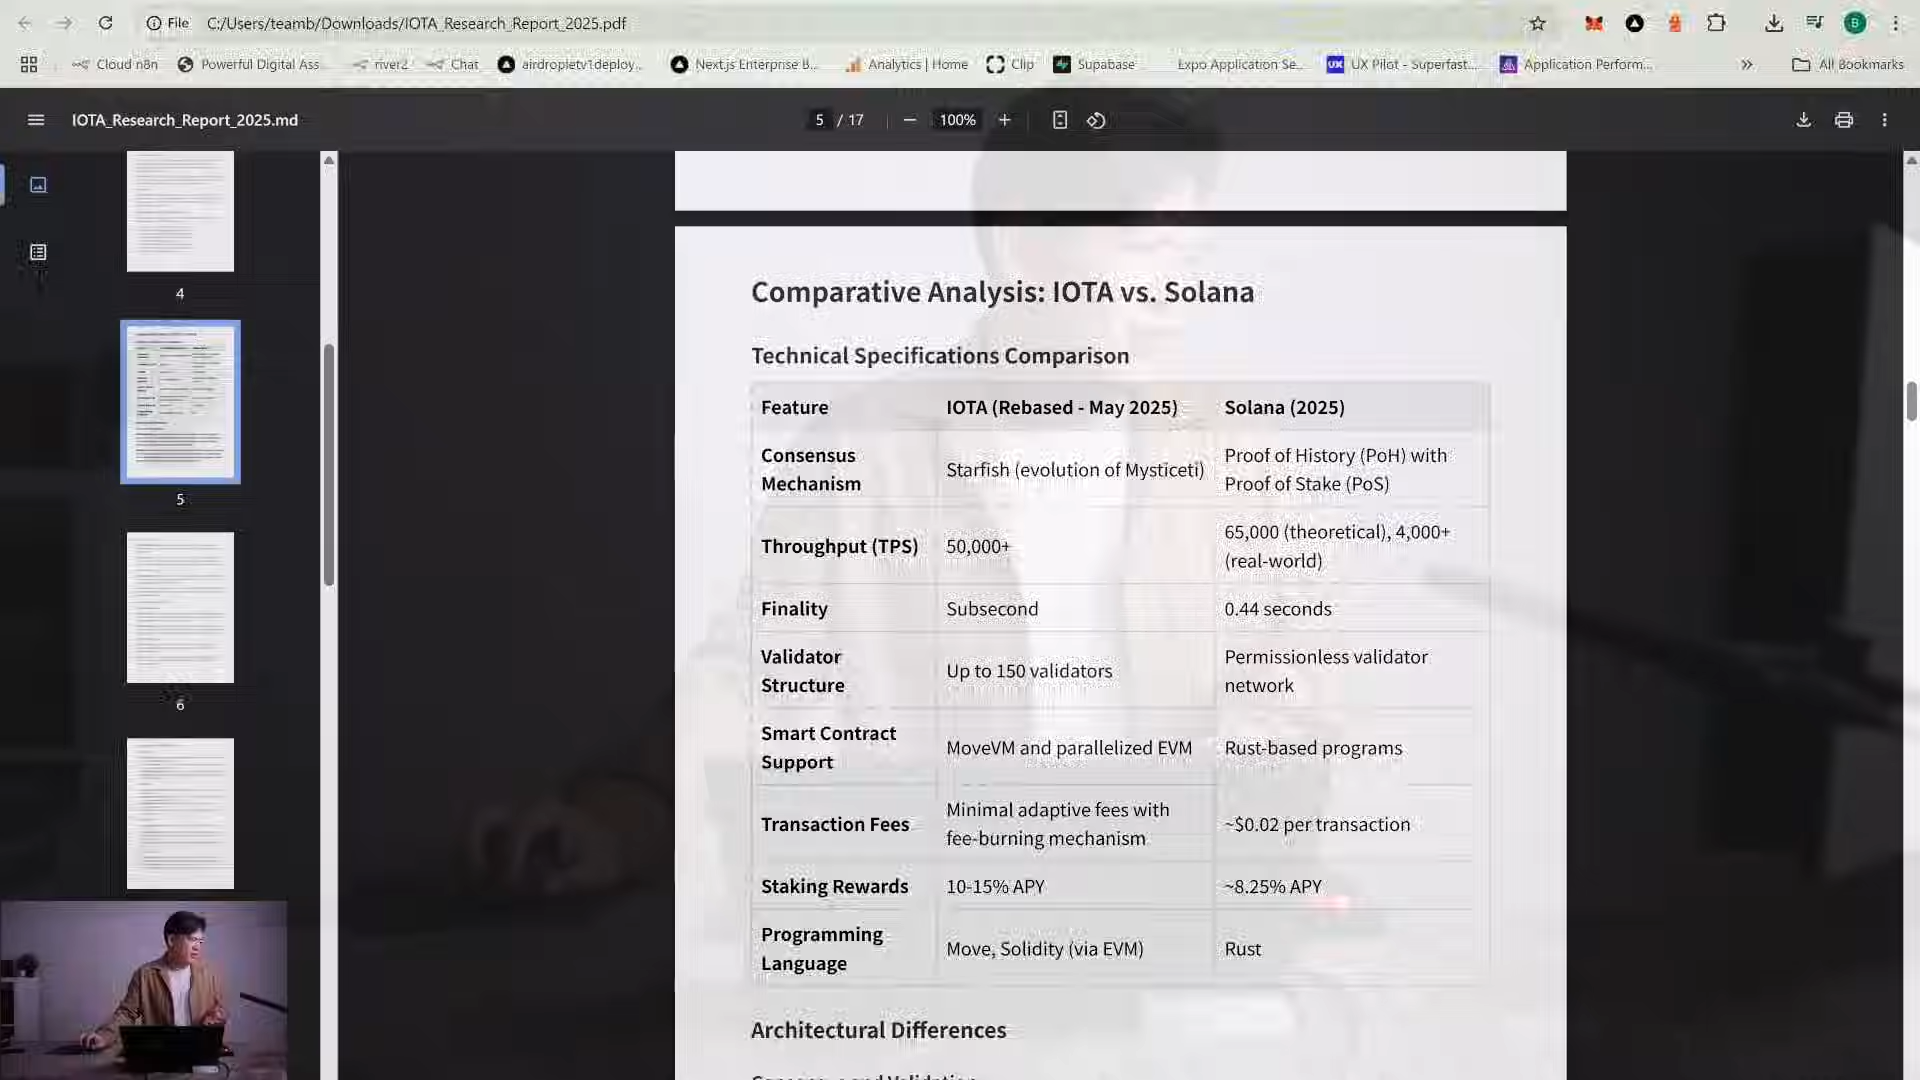 File
C:/Users/teamb/Downloads/IOTA_Research_Report_2025.pdf
B
Cloud n8n
Powerful Digital Ass...
river2
Chat
airdropletv1deploy...
Next.js Enterprise B...
Analytics | Home
Clip
Supabase
Expo Application Se...
UX
UX Pilot - Superfast...
Application Perform...
All Bookmarks
IOTA_Research_Report_2025.md
5 / 17
100%
4
5
6
Comparative Analysis: IOTA vs. Solana
Technical Specifications Comparison
Feature
IOTA (Rebased - May 2025)
Solana (2025)
Consensus
Mechanism
Starfish (evolution of Mysticeti)
Proof of History (PoH) with
Proof of Stake (PoS)
Throughput (TPS)
50,000+
65,000 (theoretical), 4,000+
(real-world)
Finality
Subsecond
0.44 seconds
Validator
Structure
Up to 150 validators
Permissionless validator
network
Smart Contract
Support
MoveVM and parallelized EVM
Rust-based programs
Transaction Fees
Minimal adaptive fees with
fee-burning mechanism
~$0.02 per transaction
Staking Rewards
10-15% APY
~8.25% APY
Programming
Language
Move, Solidity (via EVM)
Rust
Architectural Differences